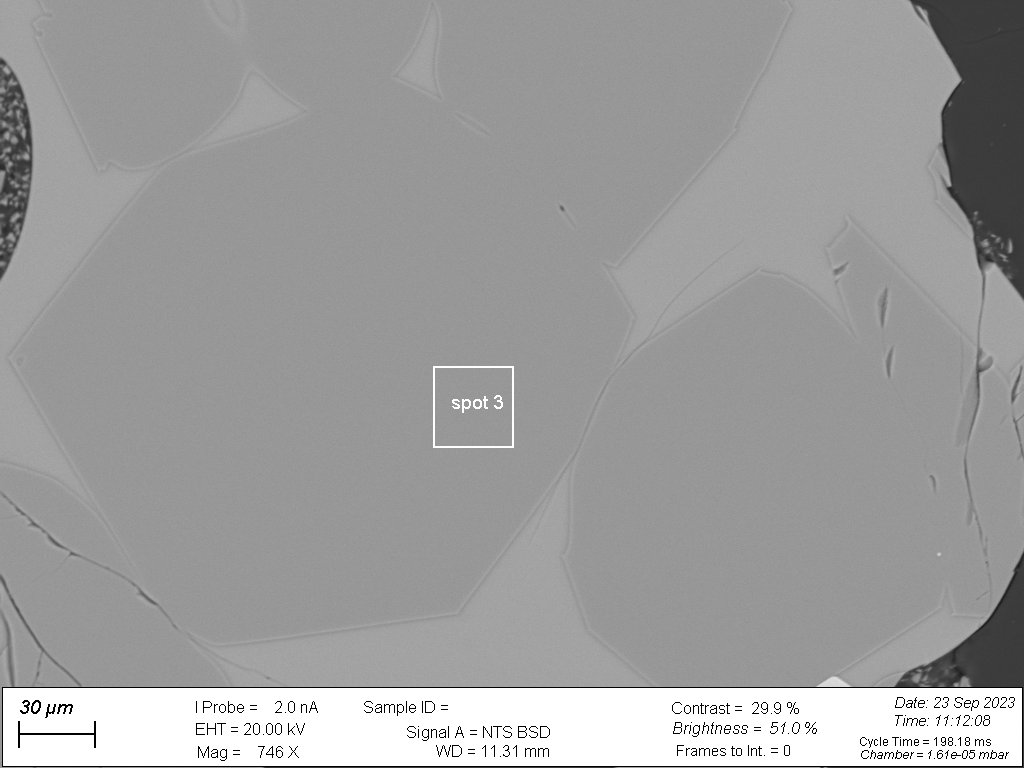 spot 3
30 µm
I Probe = 2.0 nA
EHT = 20.00 kV
Mag = 746 X
Sample ID =
Signal A = NTS BSD
WD = 11.31 mm
Contrast = 29.9 %
Brightness = 51.0 %
Frames to Int. = 0
Date: 23 Sep 2023
Time: 11:12:08
Cycle Time = 198.18 ms
Chamber = 1.61e-05 mbar